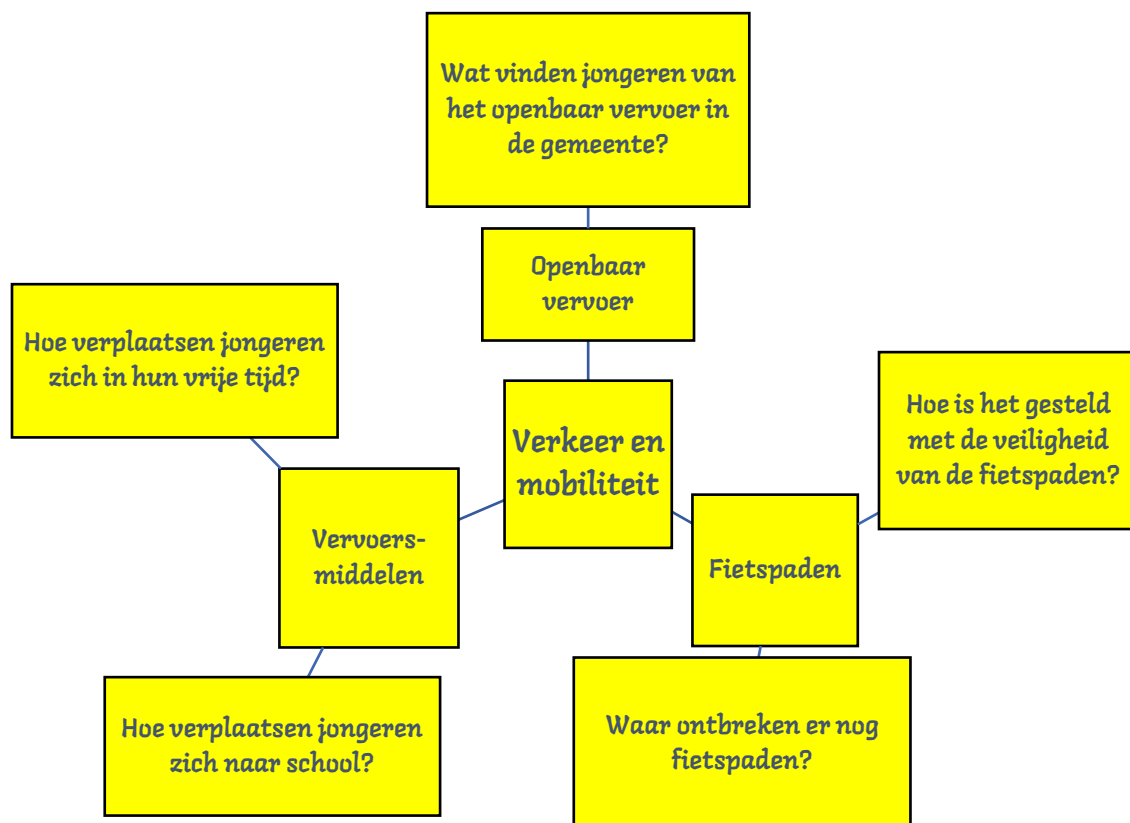 Wat vinden jongeren van
het openbaar vervoer in
de gemeente?
Openbaar
vervoer
Hoe verplaatsen jongeren
zich in hun vrije tijd?
Hoe is het gesteld
met de veiligheid
van de fietspaden?
Verkeer en
mobiliteit
Vervoers-
middelen
Fietspaden
Hoe verplaatsen jongeren
zich naar school?
Waar ontbreken er nog
fietspaden?